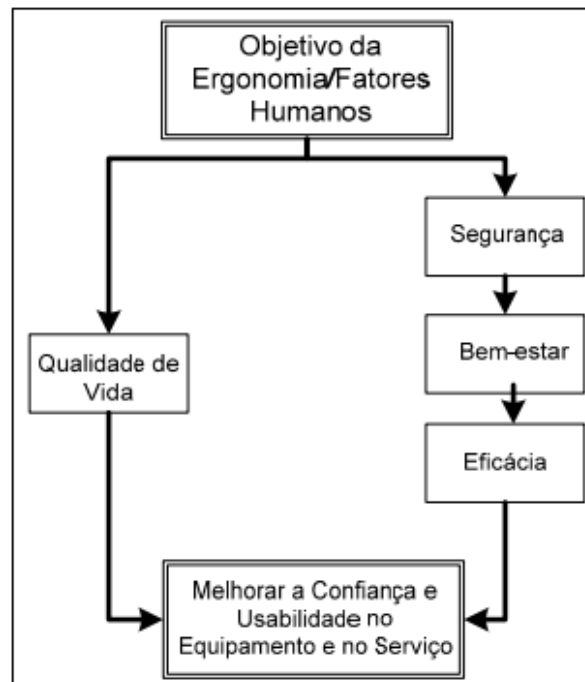 Objetivo da
Ergonomia/Fatores
Humanos
Segurança
Bem-estar
Qualidade de
Vida
Eficácia
Melhorar a Confiança e
Usabilidade no
Equipamento e no Serviço